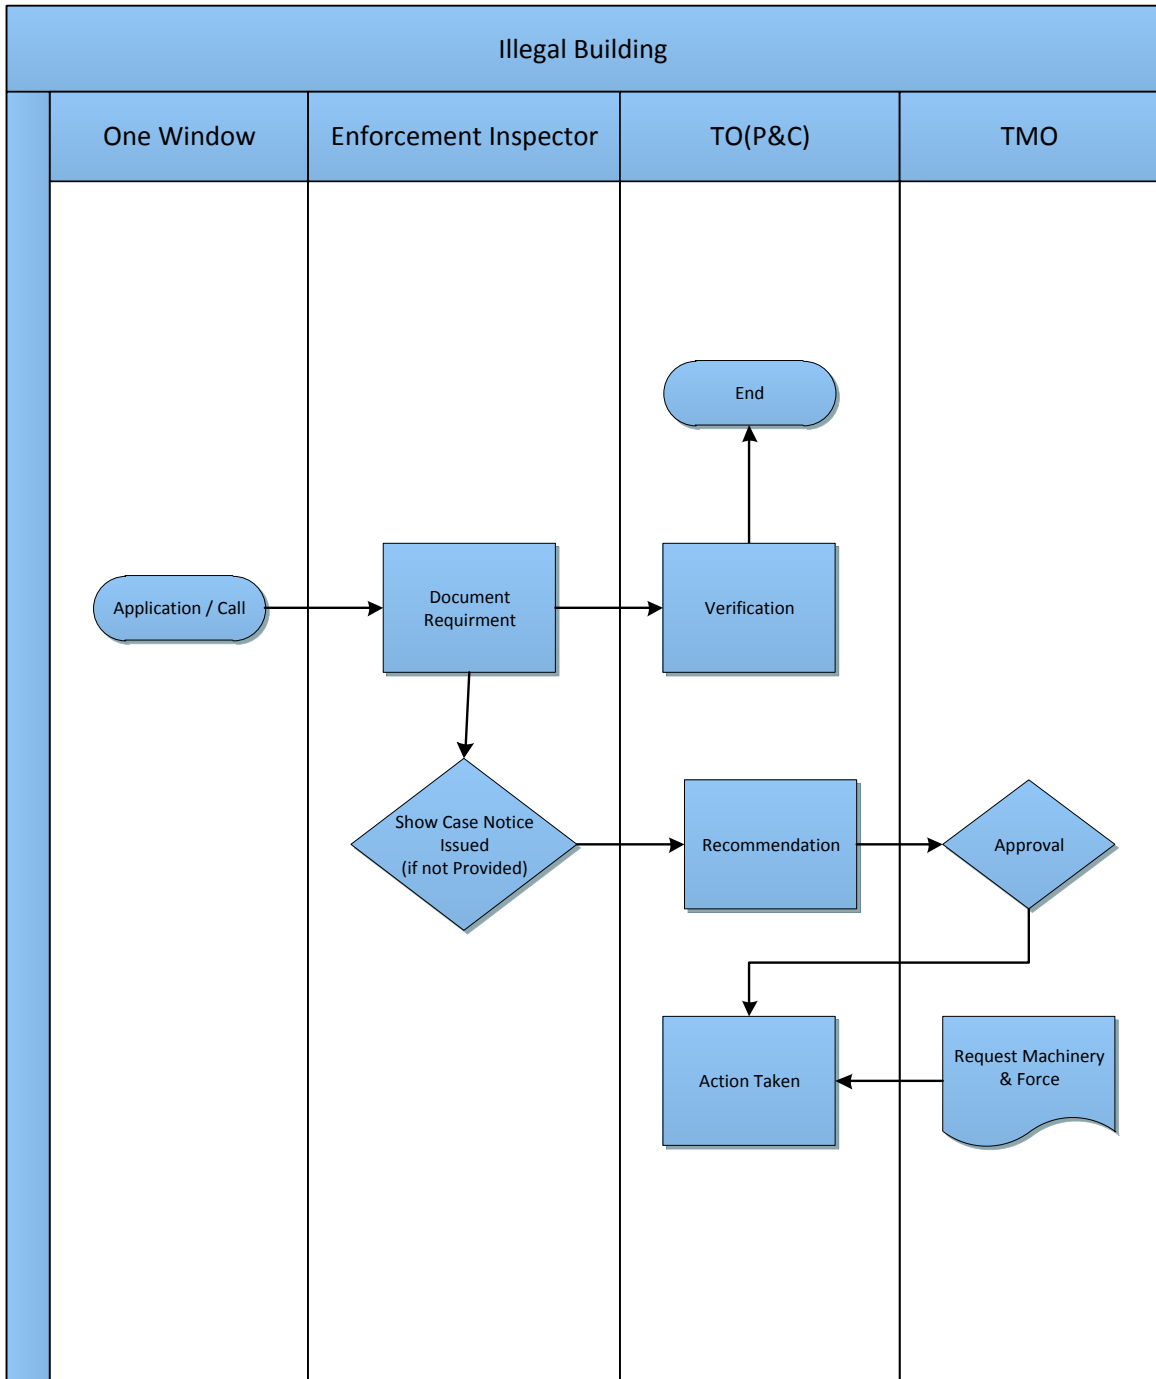 Illegal Building
One Window
Enforcement Inspector
TO(P&C)
TMO
End
Application / Call
Document
Requirment
Verification
Show Case Notice
Issued
(if not Provided)
Recommendation
Approval
Action Taken
Request Machinery
& Force